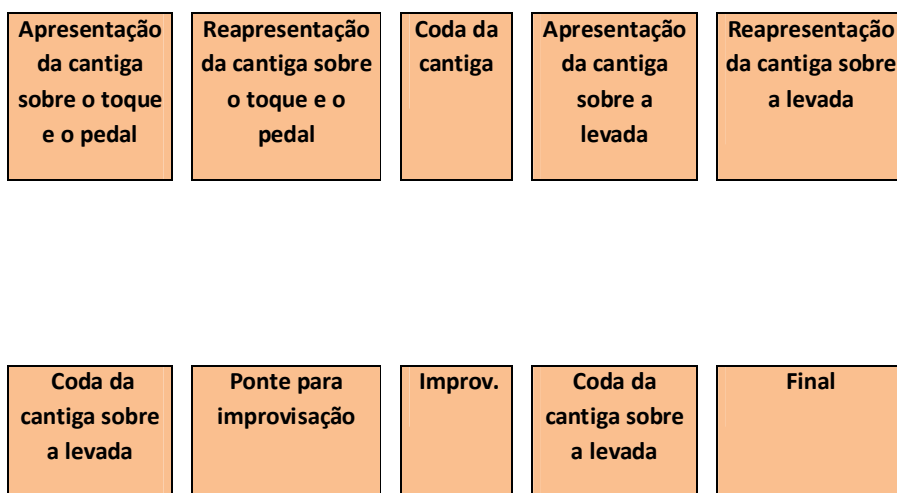 Apresentação
da cantiga
sobre o toque
e o pedal
Reapresentação
da cantiga sobre
o toque e o
pedal
Coda da
cantiga
Apresentação
da cantiga
sobre a
levada
Reapresentação
da cantiga sobre
a levada
Coda da
cantiga sobre
a levada
Ponte para
improvisação
Improv.
Coda da
cantiga sobre
a levada
Final